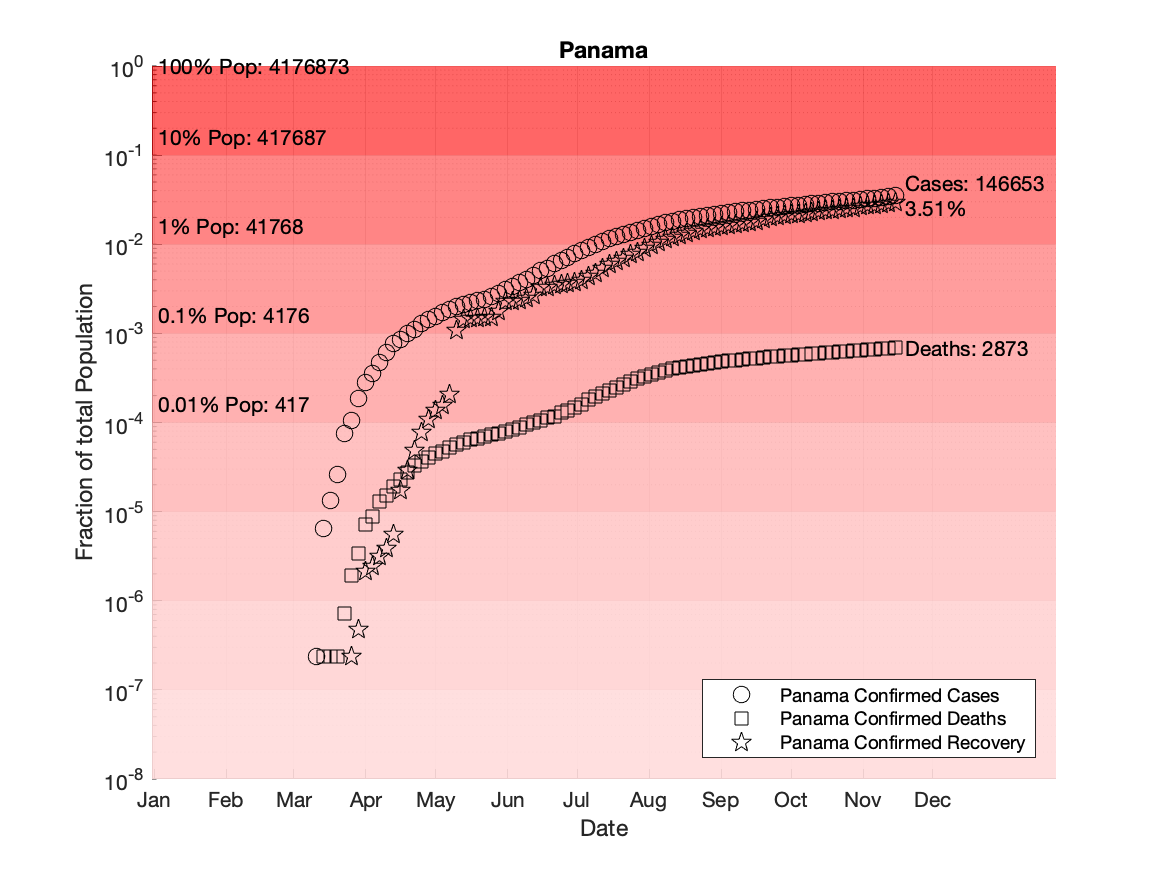 Panama
10^0
10^-1
10^-2
10^-3
10^-4
10^-5
10^-6
10^-7
10^-8
100% Pop: 4176873
10% Pop: 417687
1% Pop: 41768
0.1% Pop: 4176
0.01% Pop: 417
Cases: 146653
3.51%
Deaths: 2873
Fraction of total Population
Panama Confirmed Cases
Panama Confirmed Deaths
Panama Confirmed Recovery
Jan Feb Mar Apr May Jun Jul Aug Sep Oct Nov Dec
Date